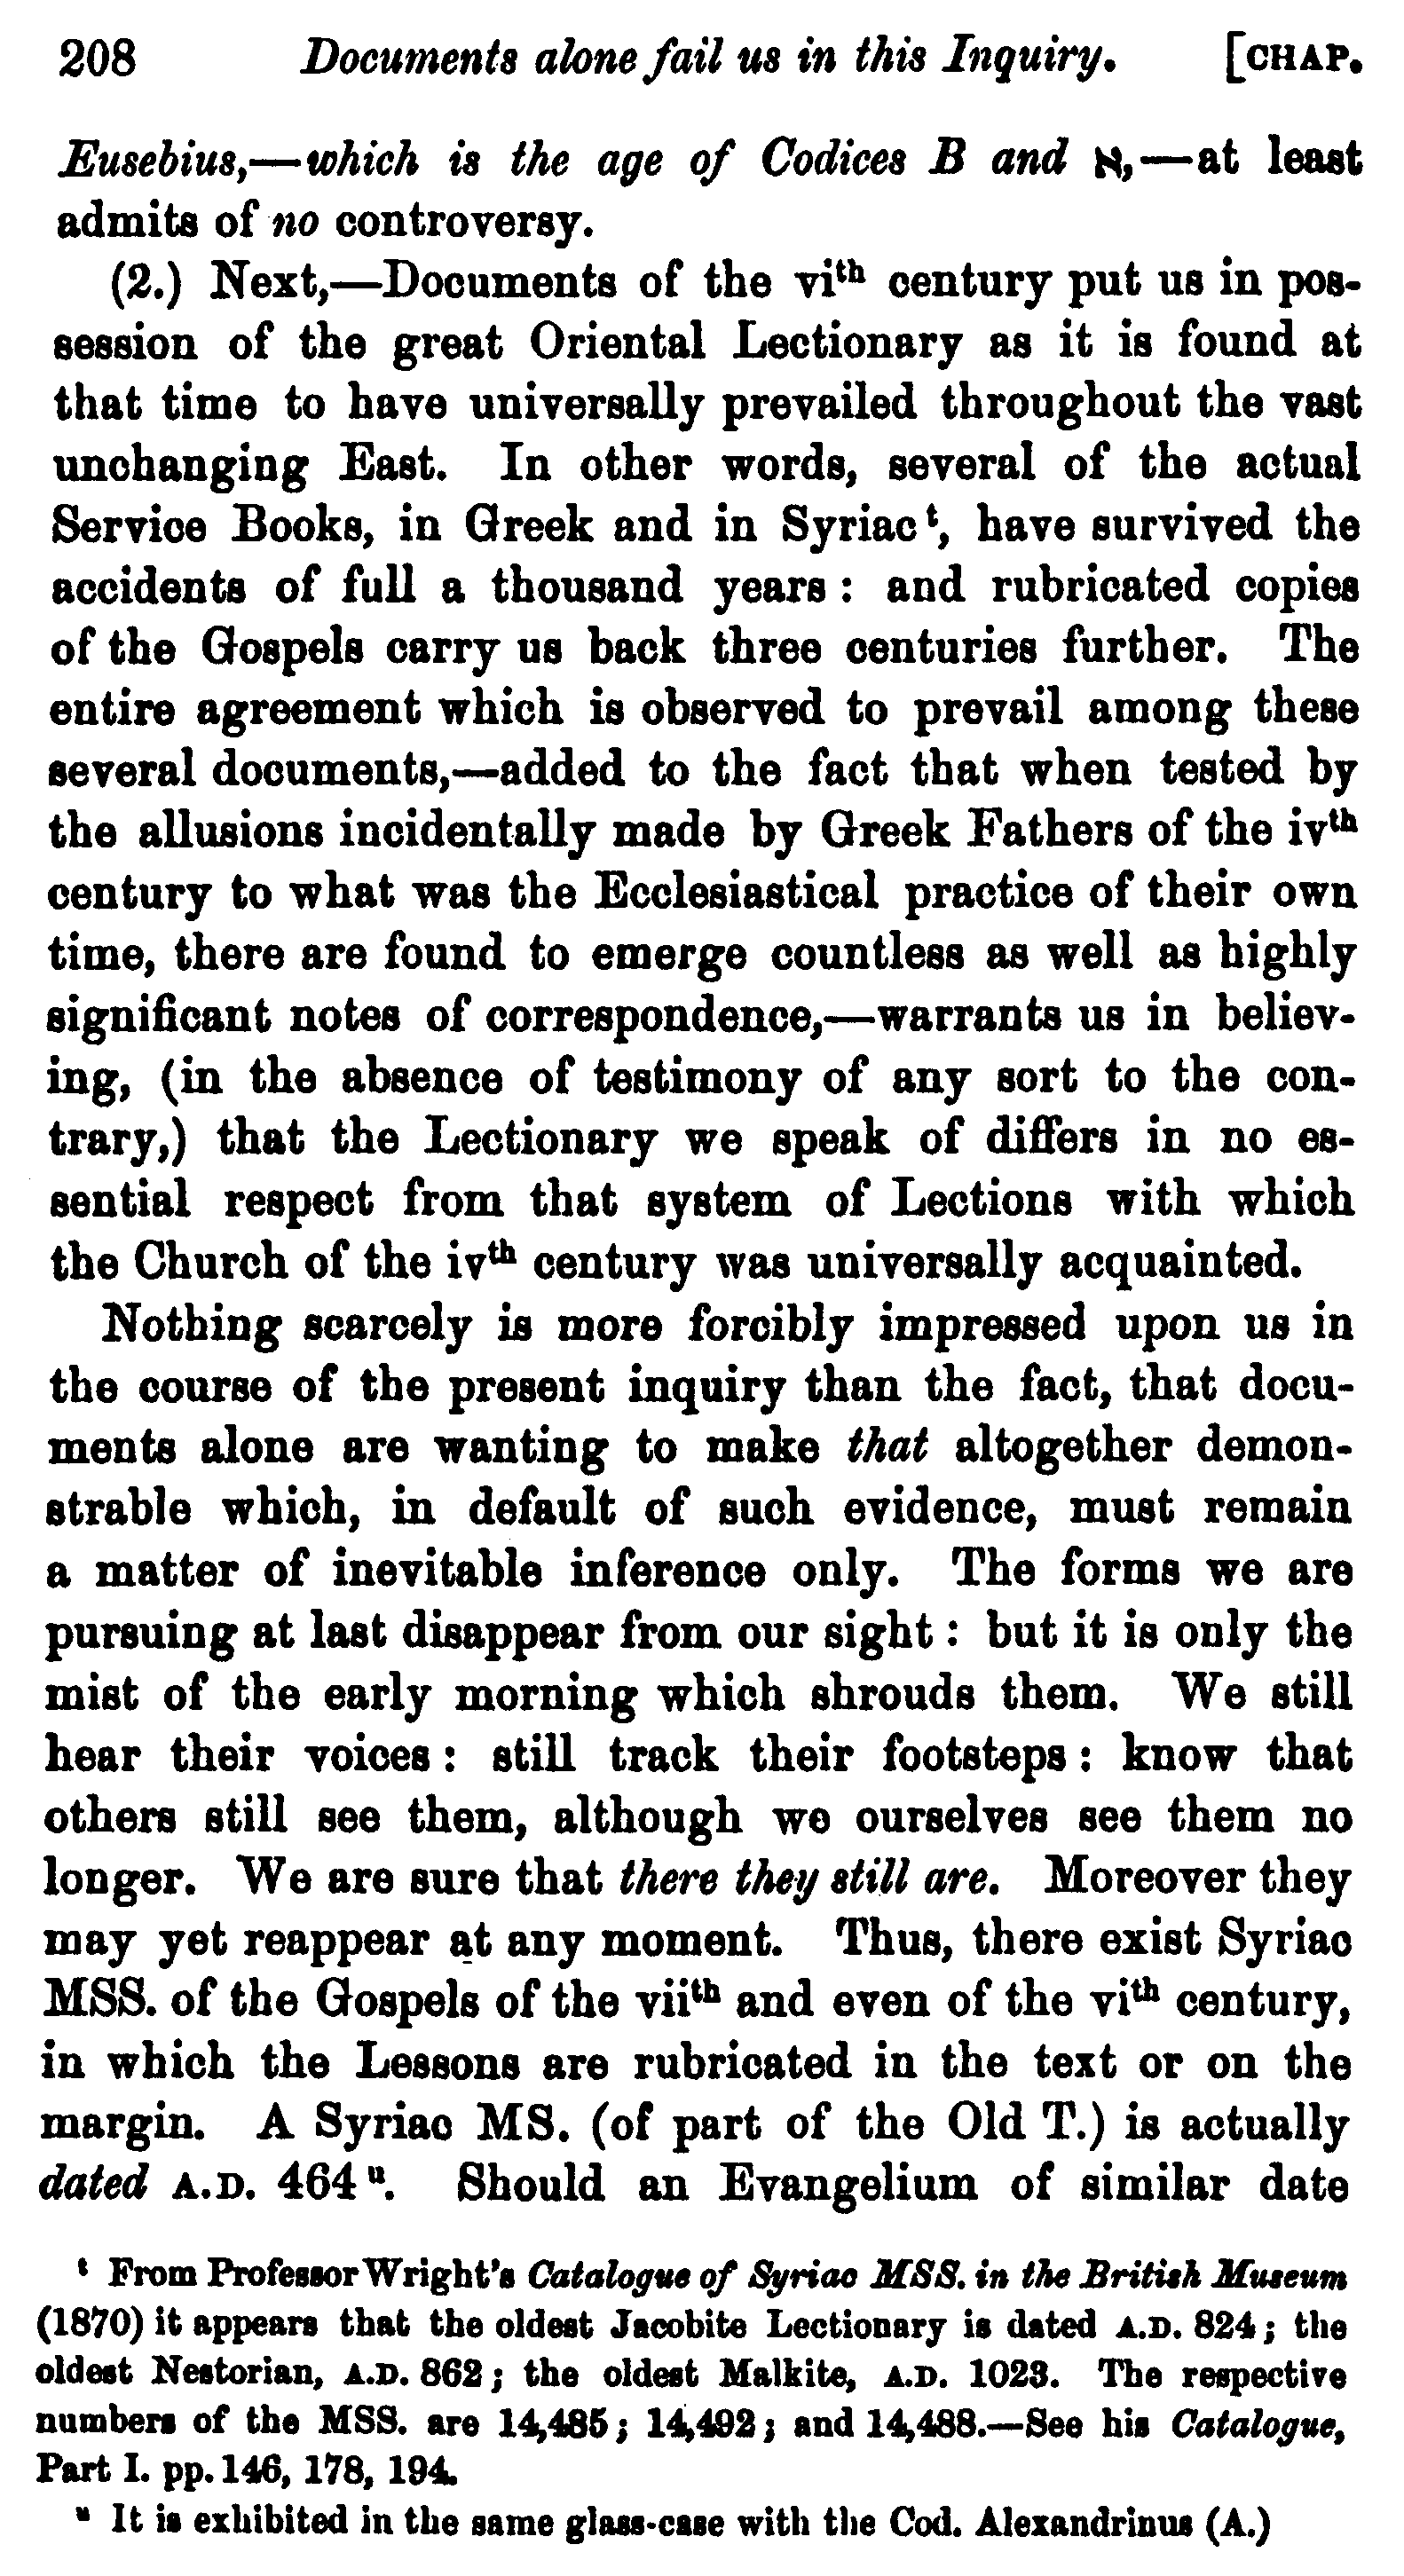 208 Documents alone fail us in this Inquiry. [CHAP.
Eusebius,—which is the age of Codices B and א,—at least
admits of no controversy.
(2.) Next,—Documents of the viᵗʰ century put us in pos-
session of the great Oriental Lectionary as it is found at
that time to have universally prevailed throughout the vast
unchanging East. In other words, several of the actual
Service Books, in Greek and in Syriac ᵗ, have survived the
accidents of full a thousand years : and rubricated copies
of the Gospels carry us back three centuries further. The
entire agreement which is observed to prevail among these
several documents,—added to the fact that when tested by
the allusions incidentally made by Greek Fathers of the ivᵗʰ
century to what was the Ecclesiastical practice of their own
time, there are found to emerge countless as well as highly
significant notes of correspondence,—warrants us in believ-
ing, (in the absence of testimony of any sort to the con-
trary,) that the Lectionary we speak of differs in no es-
sential respect from that system of Lections with which
the Church of the ivᵗʰ century was universally acquainted.
Nothing scarcely is more forcibly impressed upon us in
the course of the present inquiry than the fact, that docu-
ments alone are wanting to make that altogether demon-
strable which, in default of such evidence, must remain
a matter of inevitable inference only. The forms we are
pursuing at last disappear from our sight : but it is only the
mist of the early morning which shrouds them. We still
hear their voices : still track their footsteps : know that
others still see them, although we ourselves see them no
longer. We are sure that there they still are. Moreover they
may yet reappear at any moment. Thus, there exist Syriac
MSS. of the Gospels of the viiᵗʰ and even of the viᵗʰ century,
in which the Lessons are rubricated in the text or on the
margin. A Syriac MS. (of part of the Old T.) is actually
dated A.D. 464 ᵘ. Should an Evangelium of similar date
ᵗ From Professor Wright's Catalogue of Syriac MSS. in the British Museum
(1870) it appears that the oldest Jacobite Lectionary is dated A.D. 824 ; the
oldest Nestorian, A.D. 862 ; the oldest Malkite, A.D. 1023. The respective
numbers of the MSS. are 14,485 ; 14,492 ; and 14,488.—See his Catalogue,
Part I. pp. 146, 178, 194.
ᵘ It is exhibited in the same glass-case with the Cod. Alexandrinus (A.)